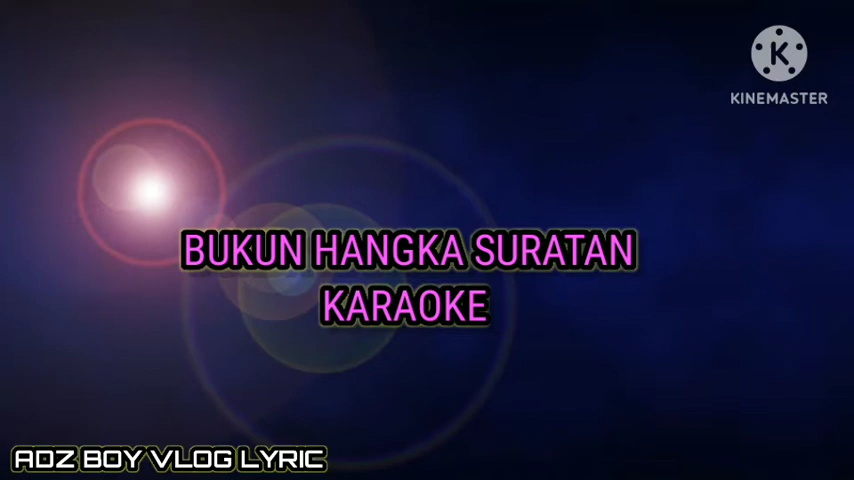 KINEMASTER
BUKUN HANGKA SURATAN
KARAOKE
ADZ BOY VLOG LYRIC